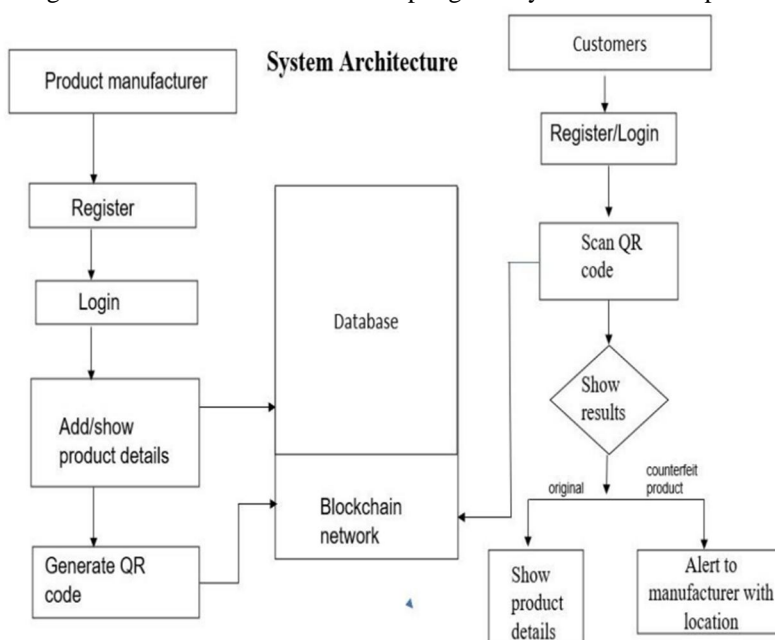 System Architecture
Product manufacturer
Register
Login
Add/show
product details
Generate QR
code
Database
Blockchain
network
Customers
Register/Login
Scan QR
code
Show
results
original
counterfeit
product
Show
product
details
Alert to
manufacturer with
location